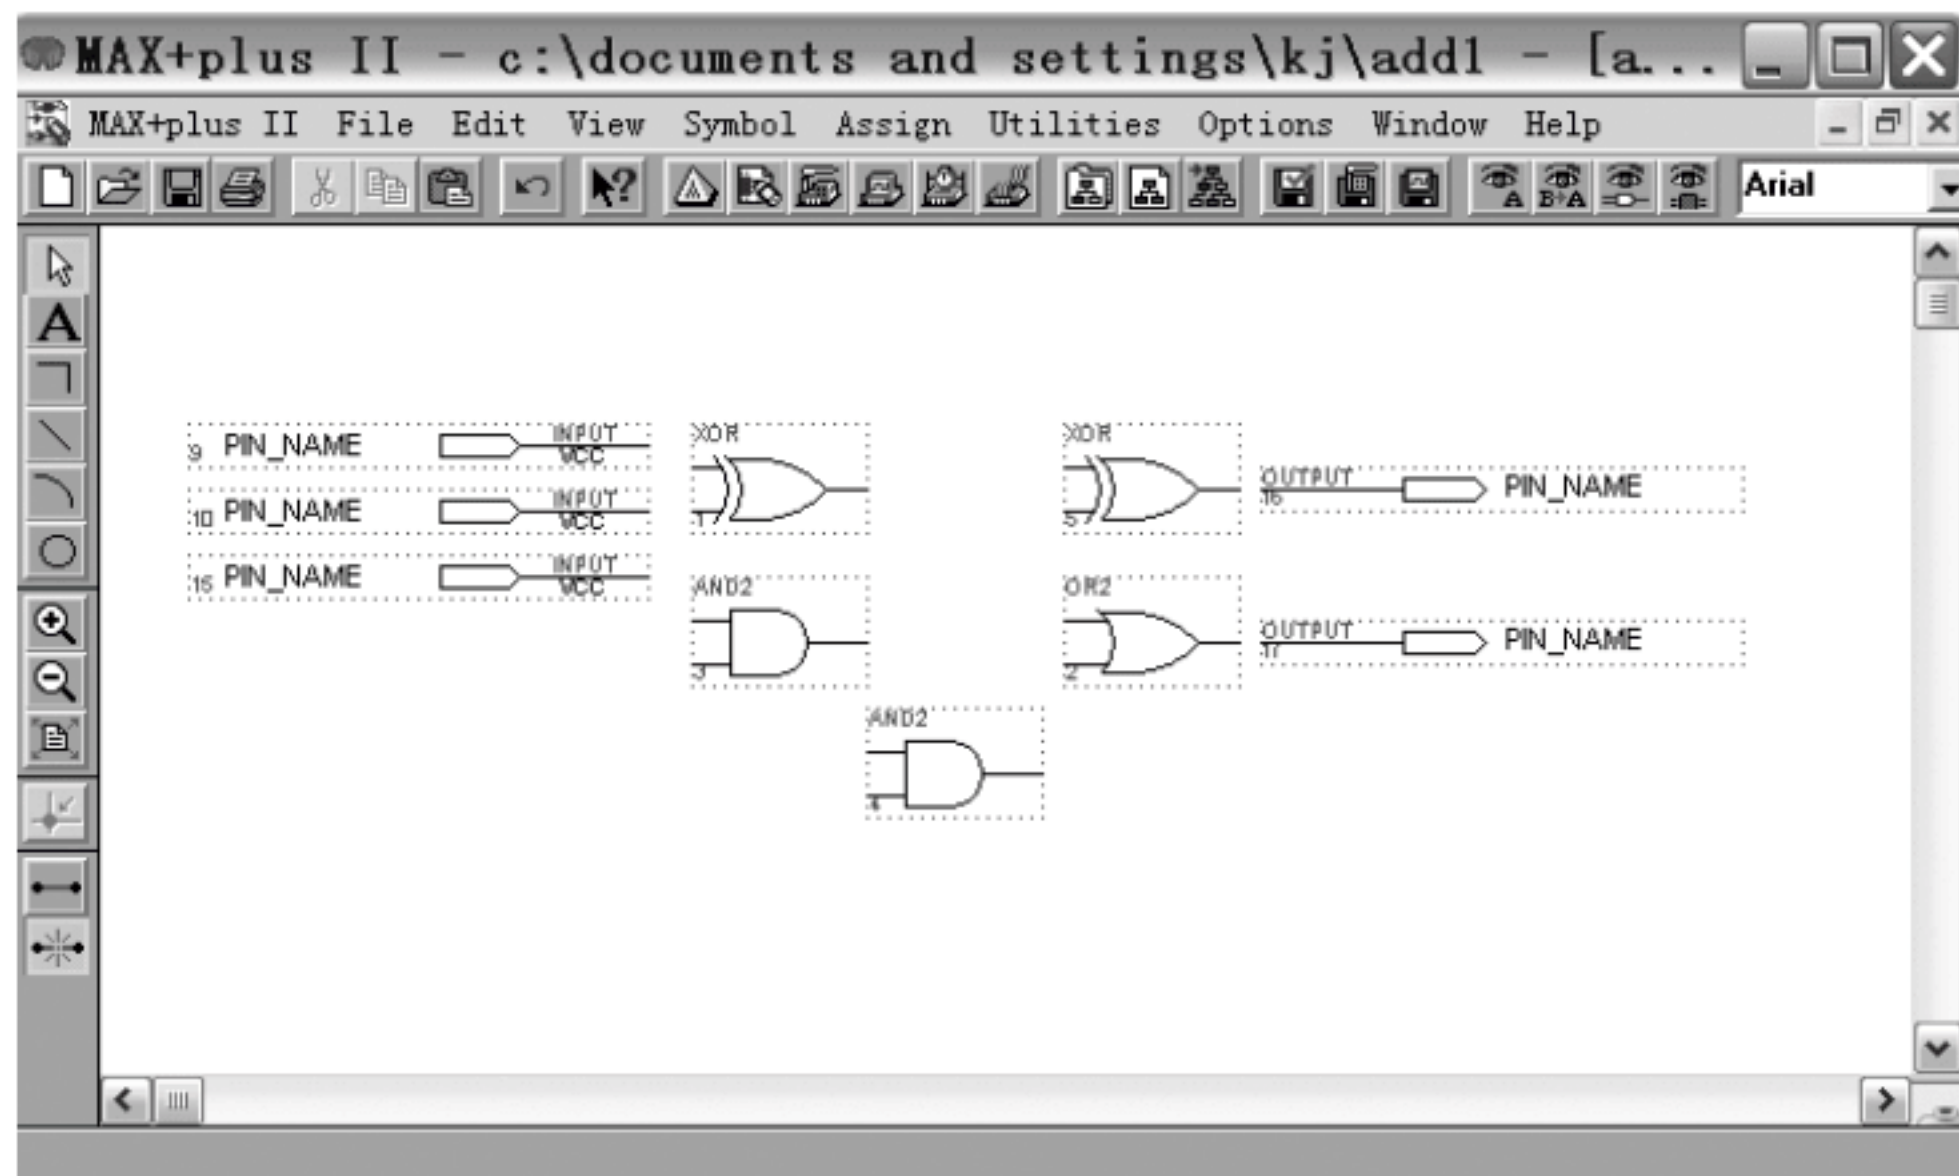 MAX+plus II - c:\documents and settings\kj\add1 - [a...
MAX+plus II File Edit View Symbol Assign Utilities Options Window Help
A B+A Arial
A
9 PIN_NAME INPUT VCC
XOR 1
XOR 5
OUTPUT 16 PIN_NAME
10 PIN_NAME INPUT VCC
15 PIN_NAME INPUT VCC
AND2 3
OR2 2
OUTPUT 17 PIN_NAME
AND2 4